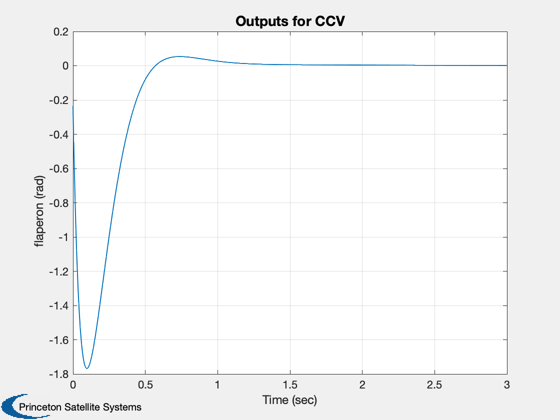 Outputs for CCV
0.2
0
-0.2
-0.4
-0.6
-0.8
-1
-1.2
-1.4
-1.6
-1.8
flaperon (rad)
0 0.5 1 1.5 2 2.5 3
Time (sec)
Princeton Satellite Systems